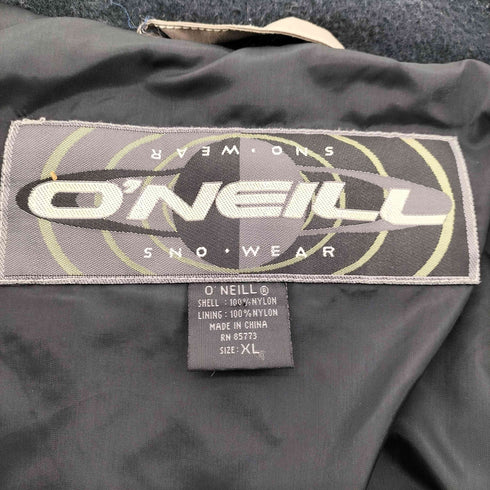 SNO · WEAR
O'NEILL
SNO · WEAR
O'NEILL®
SHELL : 100% NYLON
LINING : 100% NYLON
MADE IN CHINA
RN 85773
SIZE: XL